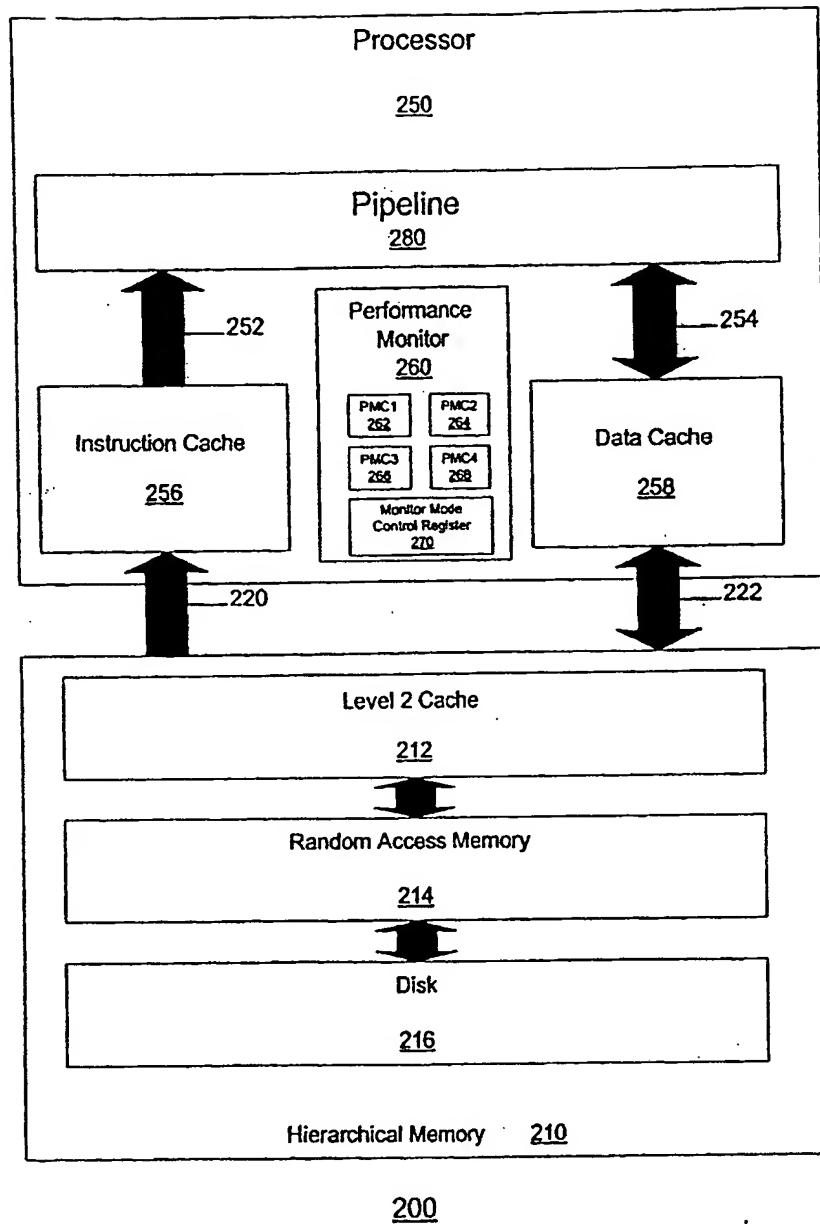 Processor
250
Pipeline
280
252
254
Performance
Monitor
260
PMC1
262
PMC2
264
PMC3
266
PMC4
268
Monitor Mode
Control Register
270
Instruction Cache
256
Data Cache
258
220
222
Level 2 Cache
212
Random Access Memory
214
Disk
216
Hierarchical Memory 210
200